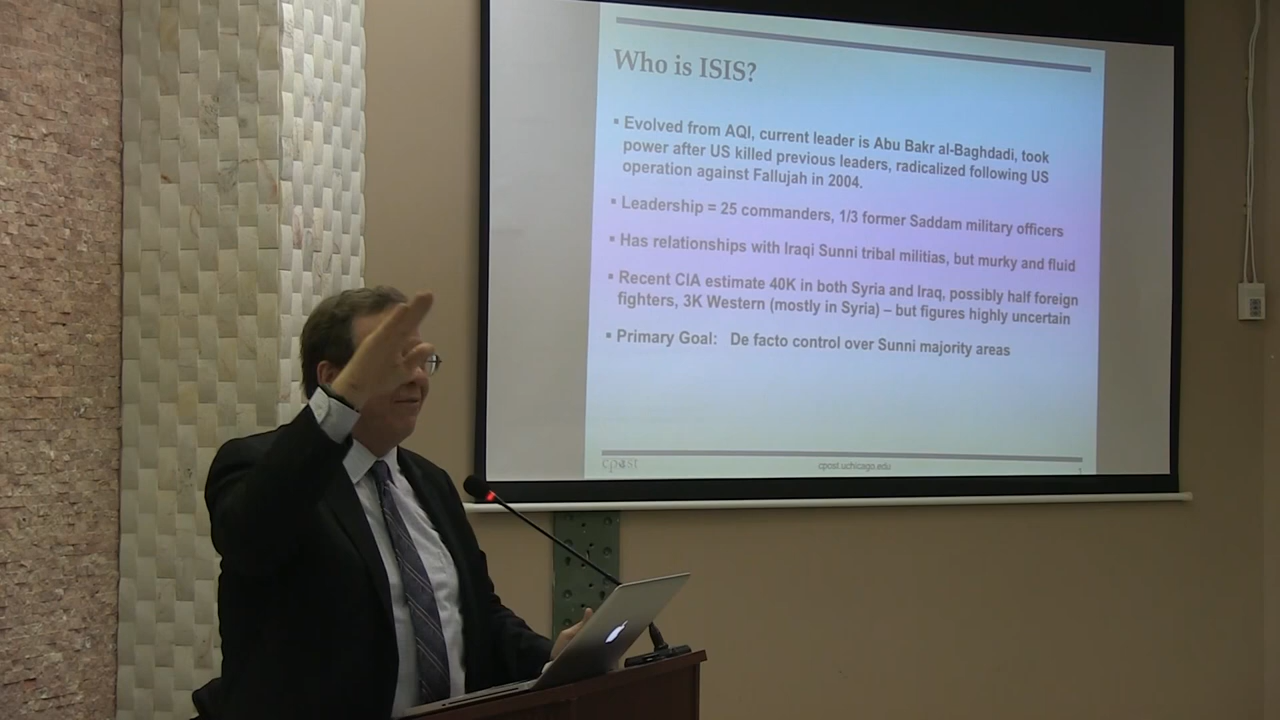 Who is ISIS?
▪ Evolved from AQI, current leader is Abu Bakr al-Baghdadi, took
power after US killed previous leaders, radicalized following US
operation against Fallujah in 2004.
▪ Leadership = 25 commanders, 1/3 former Saddam military officers
▪ Has relationships with Iraqi Sunni tribal militias, but murky and fluid
▪ Recent CIA estimate 40K in both Syria and Iraq, possibly half foreign
fighters, 3K Western (mostly in Syria) – but figures highly uncertain
▪ Primary Goal: De facto control over Sunni majority areas
cpost
cpost.uchicago.edu
1